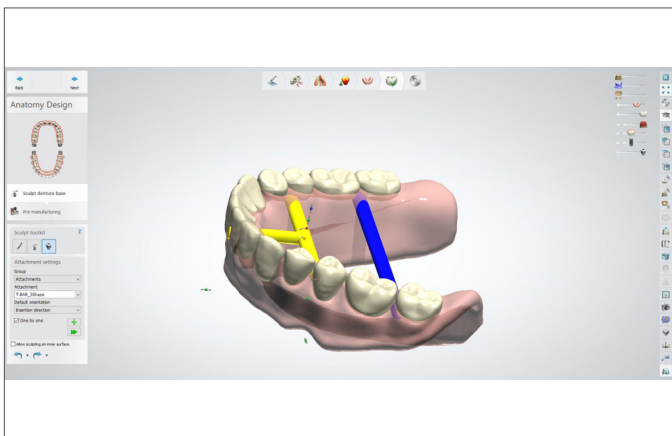 Back
Next
Anatomy Design
Sculpt denture base
Pre-manufacturing
Sculpt toolkit
?
Attachment settings
Group
Attachments
Attachment
T-BAR_3Shape
Default orientation
Insertion direction
One by one
Allow sculpting on inner surface